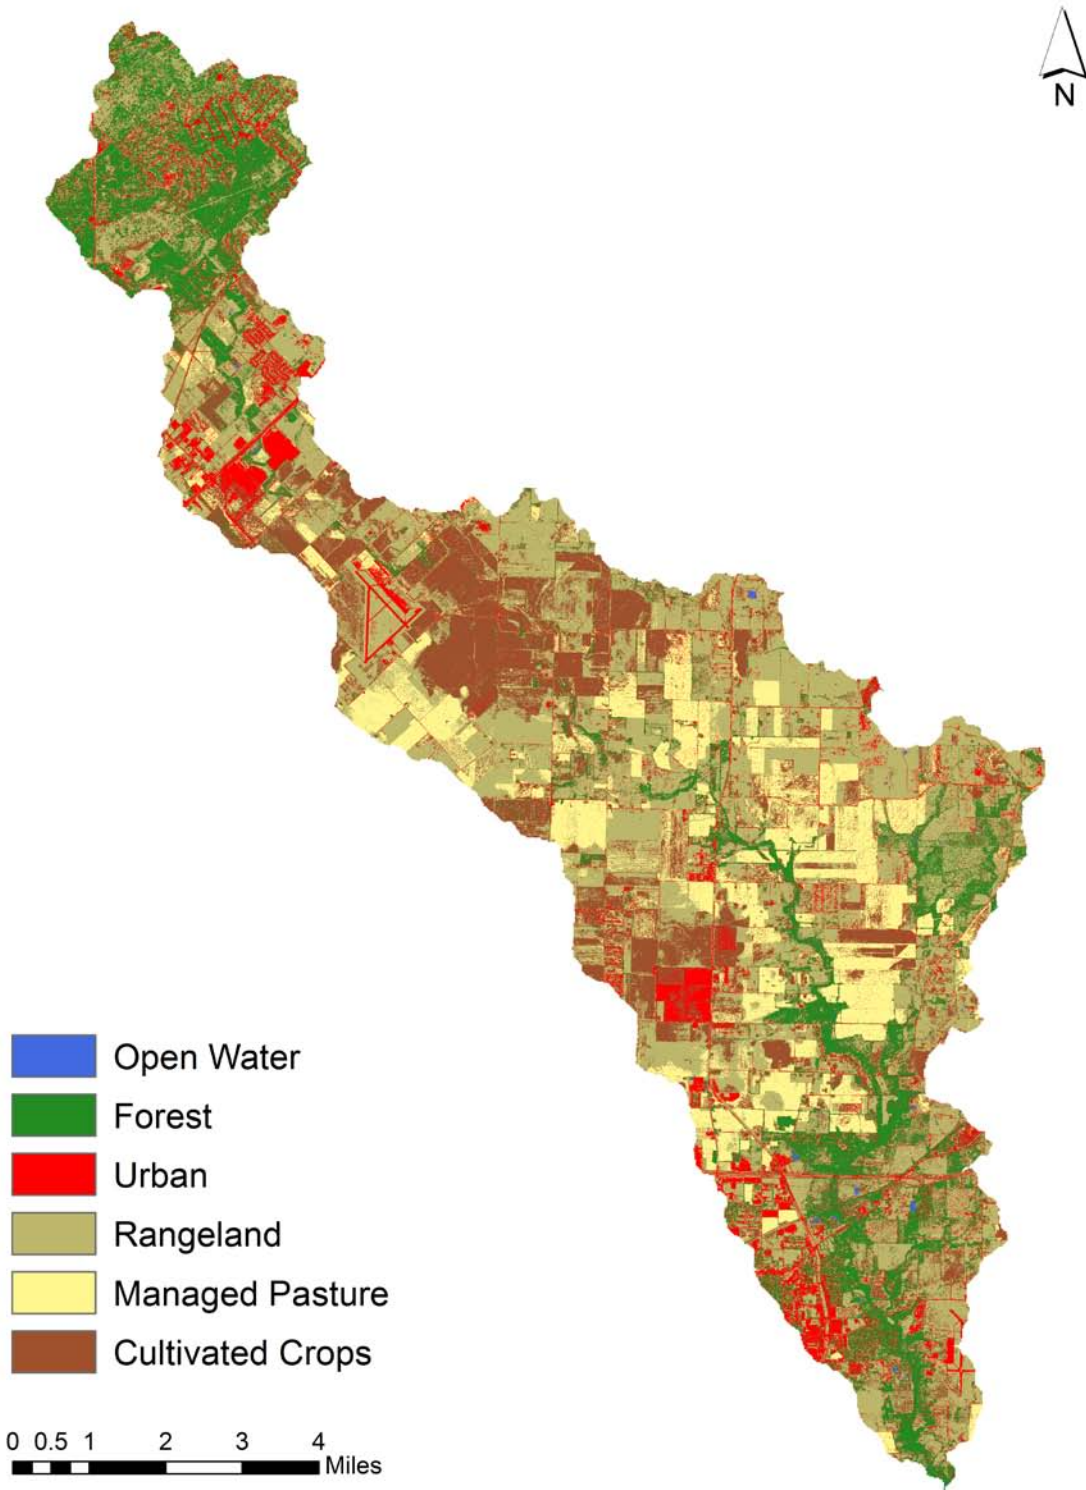 N
Open Water
Forest
Urban
Rangeland
Managed Pasture
Cultivated Crops
0 0.5 1 2 3 4
Miles